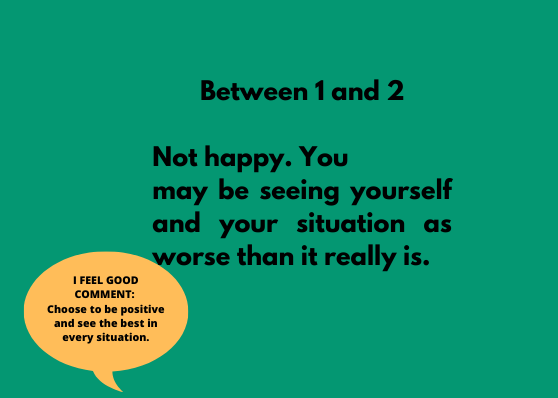 Between 1 and 2
Not happy. You
may be seeing yourself
and your situation as
worse than it really is.
I FEEL GOOD
COMMENT:
Choose to be positive
and see the best in
every situation.